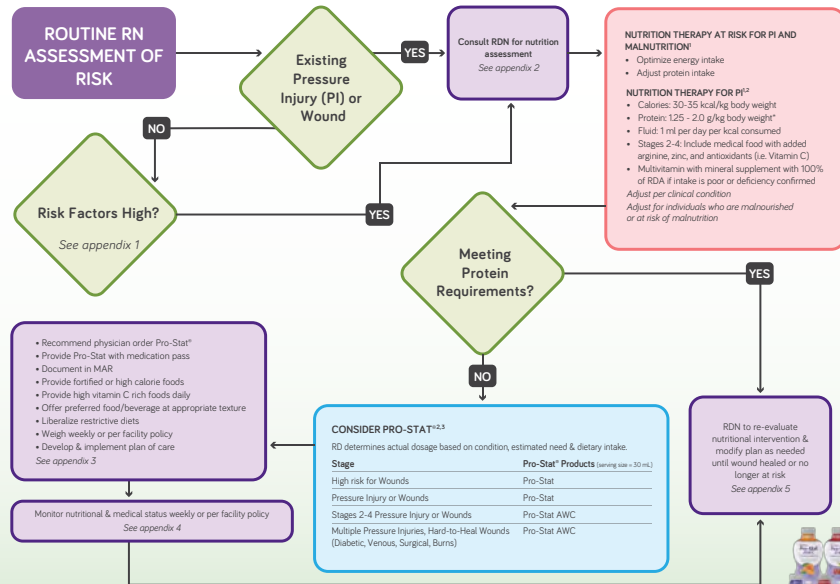 ROUTINE RN
ASSESSMENT OF
RISK
Existing
Pressure
Injury (PI) or
Wound
YES
Consult RDN for nutrition
assessment
See appendix 2
NUTRITION THERAPY AT RISK FOR PI AND
MALNUTRITION¹
• Optimize energy intake
• Adjust protein intake
NUTRITION THERAPY FOR PI¹,²
• Calories: 30-35 kcal/kg body weight
• Protein: 1.25 - 2.0 g/kg body weight*
• Fluid: 1 ml per day per kcal consumed
• Stages 2-4: Include medical food with added
arginine, zinc, and antioxidants (i.e. Vitamin C)
• Multivitamin with mineral supplement with 100%
of RDA if intake is poor or deficiency confirmed
Adjust per clinical condition
Adjust for individuals who are malnourished
or at risk of malnutrition
NO
Risk Factors High?
See appendix 1
YES
Meeting
Protein
Requirements?
YES
NO
• Recommend physician order Pro-Stat®
• Provide Pro-Stat with medication pass
• Document in MAR
• Provide fortified or high calorie foods
• Provide high vitamin C rich foods daily
• Offer preferred food/beverage at appropriate texture
• Liberalize restrictive diets
• Weigh weekly or per facility policy
• Develop & implement plan of care
See appendix 3
Monitor nutritional & medical status weekly or per facility policy
See appendix 4
CONSIDER PRO-STAT®²,³
RD determines actual dosage based on condition, estimated need & dietary intake.
Stage Pro-Stat® Products (serving size = 30 mL)
High risk for Wounds Pro-Stat
Pressure Injury or Wounds Pro-Stat
Stages 2-4 Pressure Injury or Wounds Pro-Stat AWC
Multiple Pressure Injuries, Hard-to-Heal Wounds Pro-Stat AWC
(Diabetic, Venous, Surgical, Burns)
RDN to re-evaluate
nutritional intervention &
modify plan as needed
until wound healed or no
longer at risk
See appendix 5